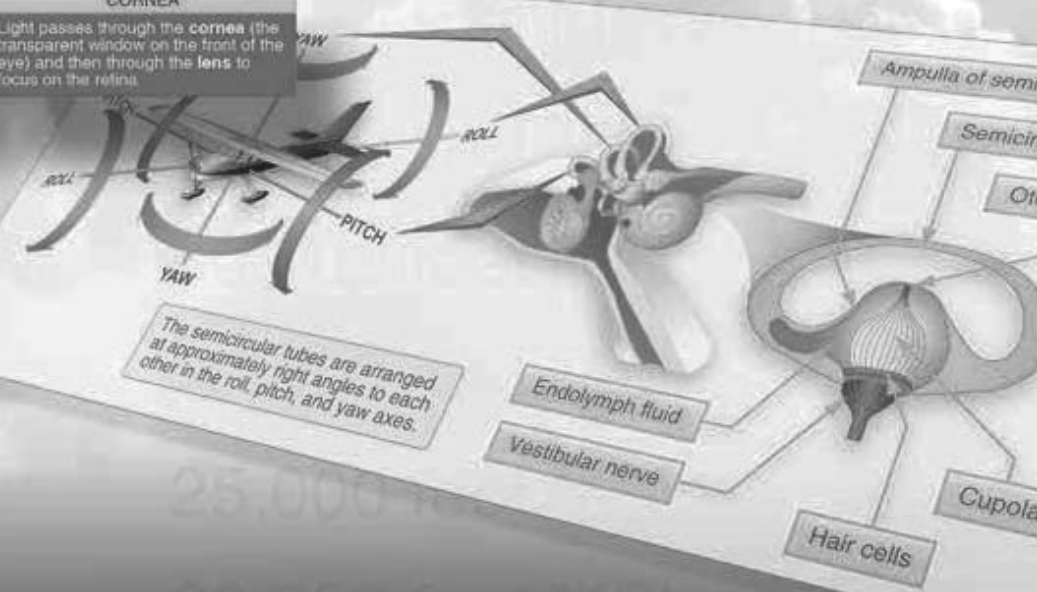 CORNEA
Light passes through the cornea (the
transparent window on the front of the
eye) and then through the lens to
focus on the retina
YAW
PITCH
ROLL
ROLL
PITCH
YAW
The semicircular tubes are arranged
at approximately right angles to each
other in the roll, pitch, and yaw axes.
Ampulla of semi
Semicir
Oto
Endolymph fluid
Vestibular nerve
Hair cells
Cupola
25,000